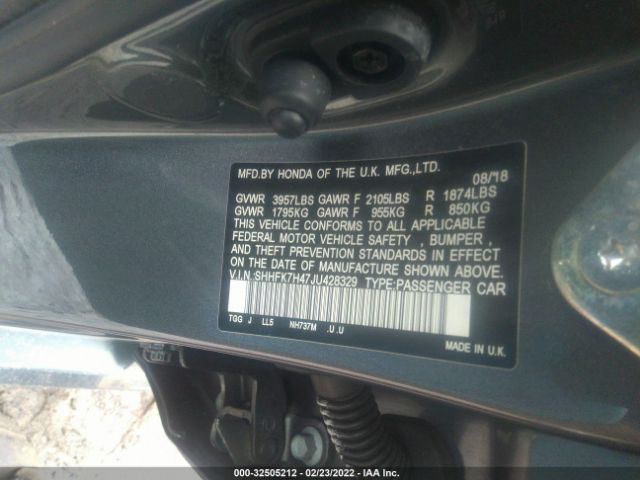 MFD.BY HONDA OF THE U.K. MFG.,LTD.
08/'18
GVWR 3957LBS GAWR F 2105LBS R 1874LBS
GVWR 1795KG GAWR F 955KG R 850KG
THIS VEHICLE CONFORMS TO ALL APPLICABLE
FEDERAL MOTOR VEHICLE SAFETY , BUMPER ,
AND THEFT PREVENTION STANDARDS IN EFFECT
ON THE DATE OF MANUFACTURE SHOWN ABOVE.
V.I.N.:SHHFK7H47JU428329 TYPE:PASSENGER CAR
TGG J LL5 NH737M .U.U
MADE IN U.K.
000-32505212 - 02/23/2022 - IAA Inc.